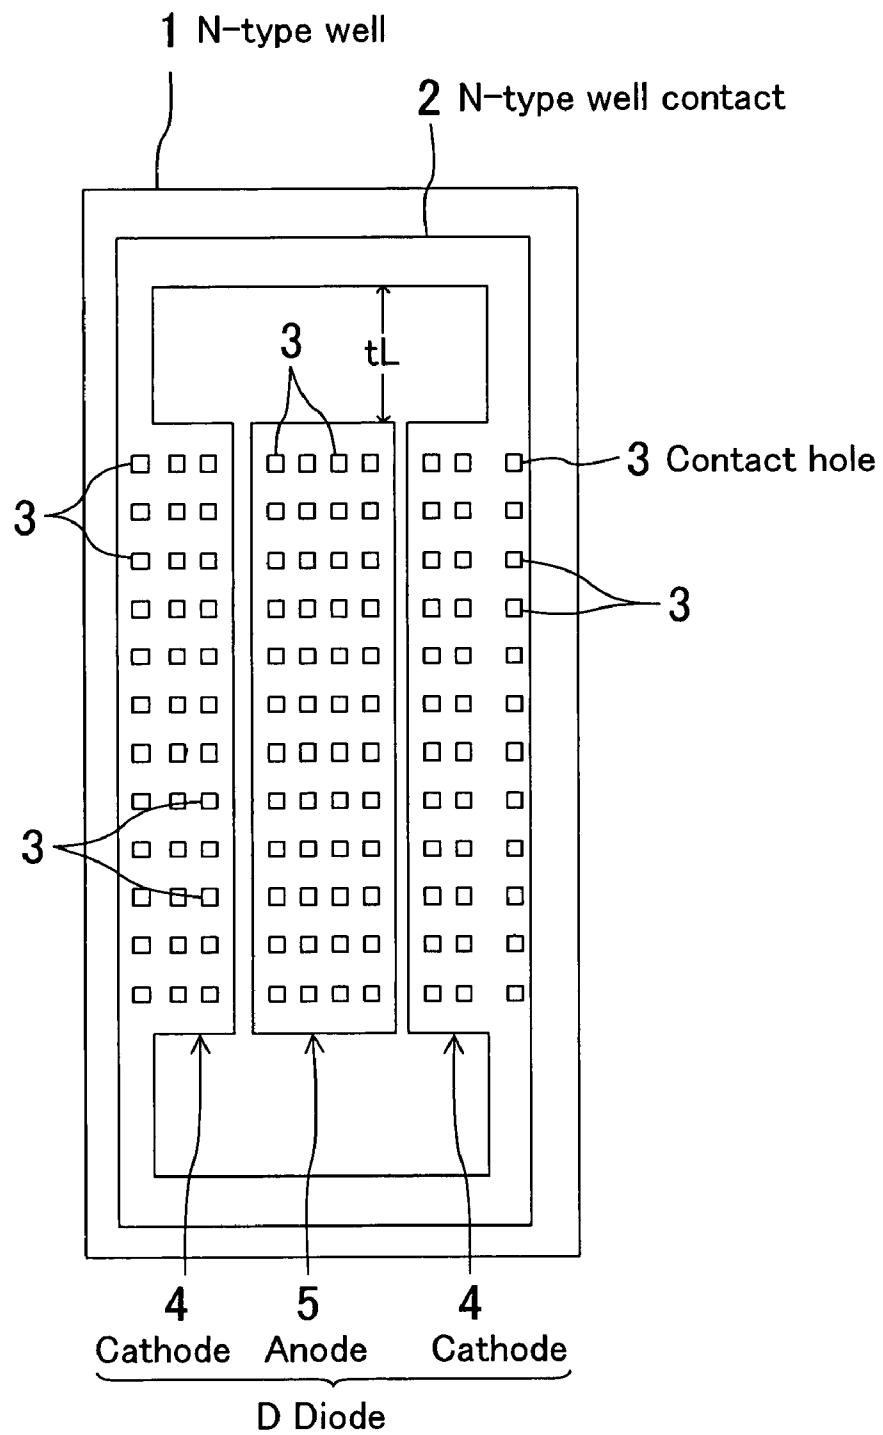 1 N-type well
2 N-type well contact
3
tL
3 Contact hole
3
3
3
4 5 4
Cathode Anode Cathode
D Diode